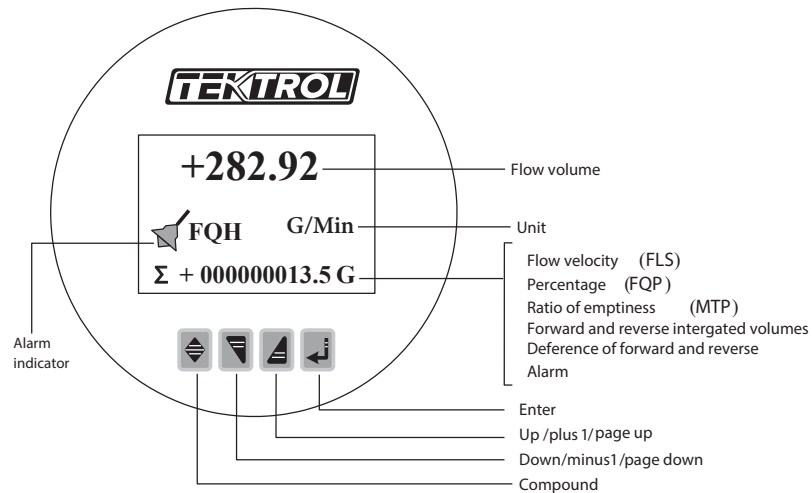 TEKTROL
+282.92
Flow volume
FQH G/Min
Unit
Σ + 000000013.5 G
Flow velocity (FLS)
Percentage (FQP)
Ratio of emptiness (MTP)
Forward and reverse intergated volumes
Deference of forward and reverse
Alarm
Alarm
indicator
Enter
Up /plus 1/page up
Down/minus1/page down
Compound